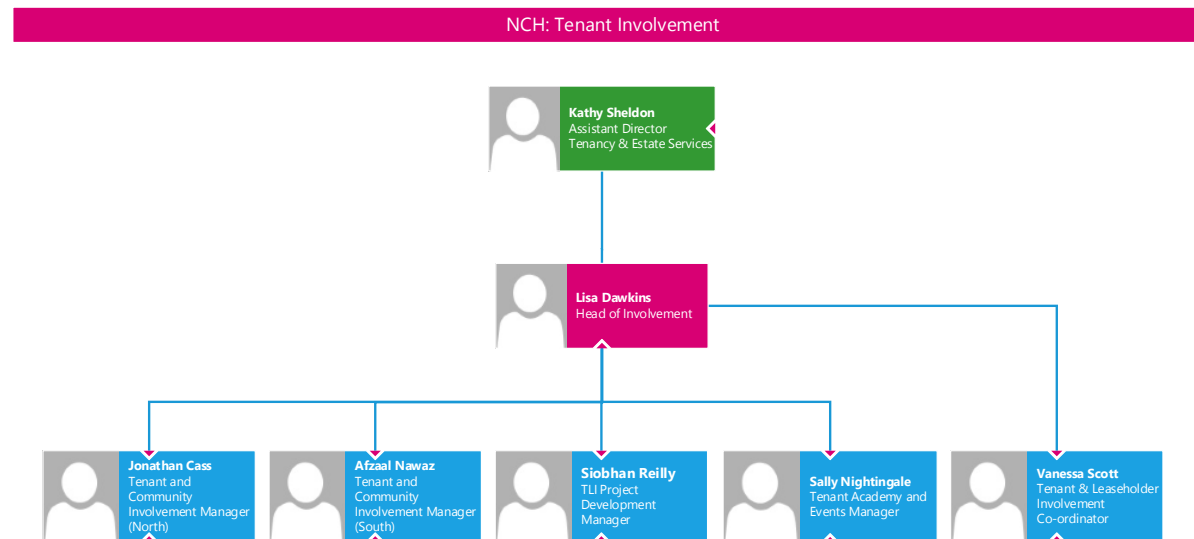 NCH: Tenant Involvement
Kathy Sheldon
Assistant Director
Tenancy & Estate Services
Lisa Dawkins
Head of Involvement
Jonathan Cass
Tenant and
Community
Involvement Manager
(North)
Afzaal Nawaz
Tenant and
Community
Involvement Manager
(South)
Siobhan Reilly
TLI Project
Development
Manager
Sally Nightingale
Tenant Academy and
Events Manager
Vanessa Scott
Tenant & Leaseholder
Involvement
Co-ordinator